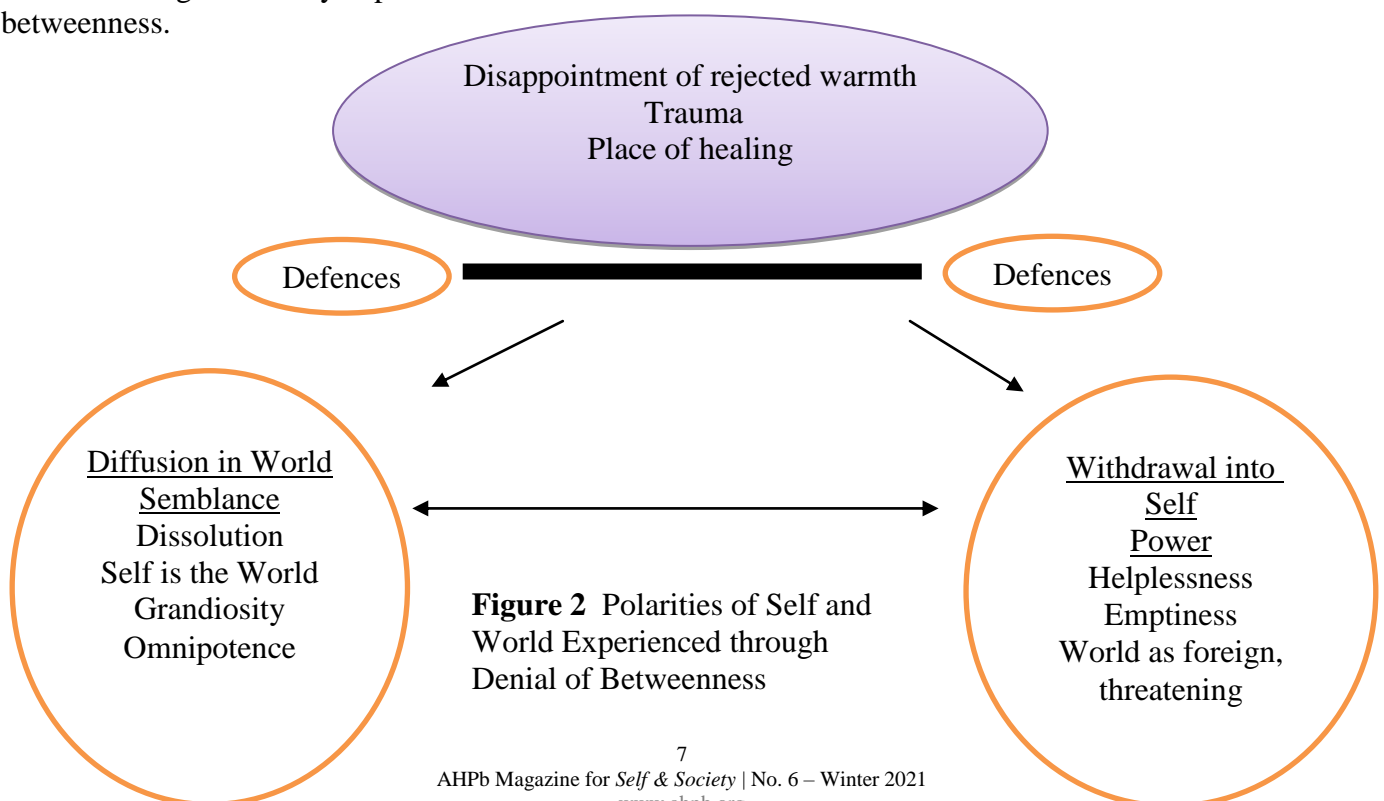 betweenness.
Disappointment of rejected warmth
Trauma
Place of healing
Defences
Defences
Diffusion in World
Semblance
Dissolution
Self is the World
Grandiosity
Omnipotence
Withdrawal into
Self
Power
Helplessness
Emptiness
World as foreign,
threatening
Figure 2 Polarities of Self and
World Experienced through
Denial of Betweenness
7
AHPb Magazine for Self & Society | No. 6 – Winter 2021